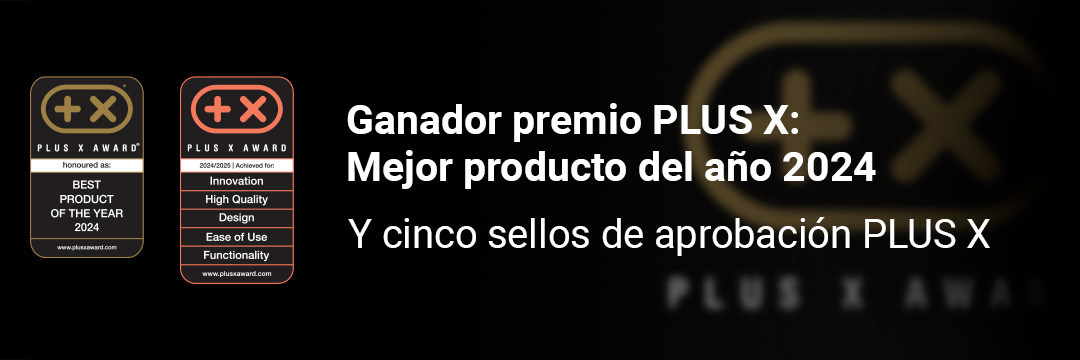 PLUS X AWARD®
honoured as:
BEST
PRODUCT
OF THE YEAR
2024
www.plusxaward.com
PLUS X AWARD
2024/2025 | Achieved for:
Innovation
High Quality
Design
Ease of Use
Functionality
www.plusxaward.com
Ganador premio PLUS X:
Mejor producto del año 2024
Y cinco sellos de aprobación PLUS X
PLUS X AWA